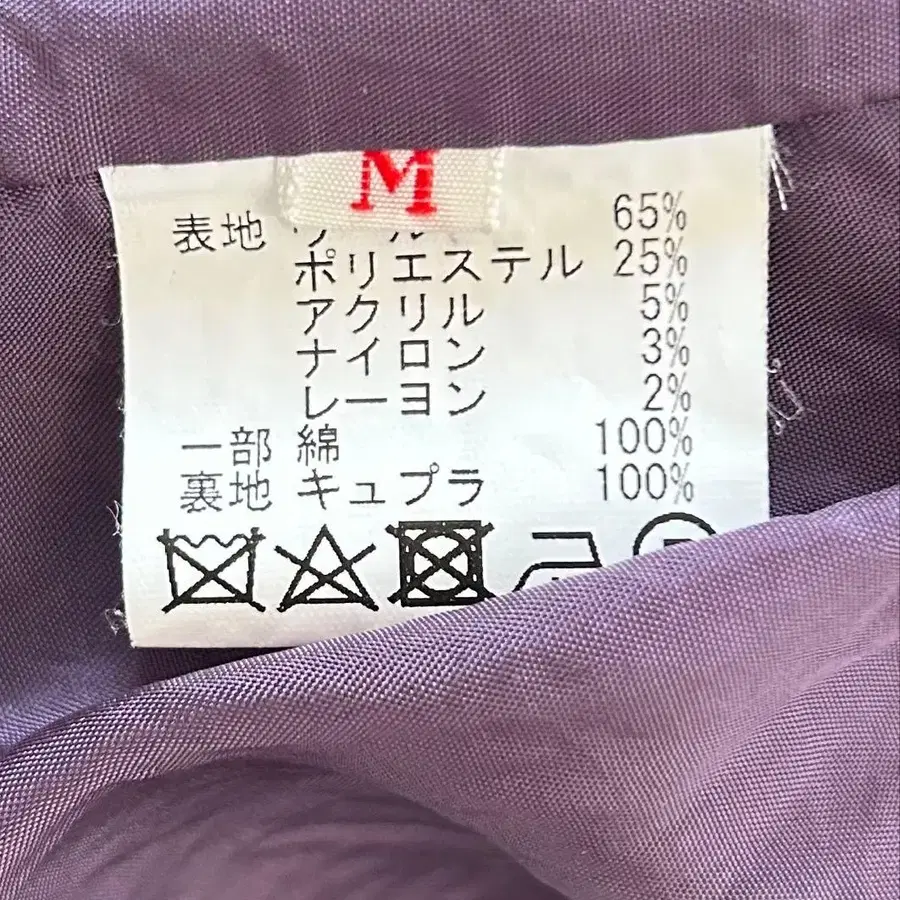 M
表地 65%
ポリエステル 25%
アクリル 5%
ナイロン 3%
レーヨン 2%
一部 綿 100%
裏地 キュプラ 100%